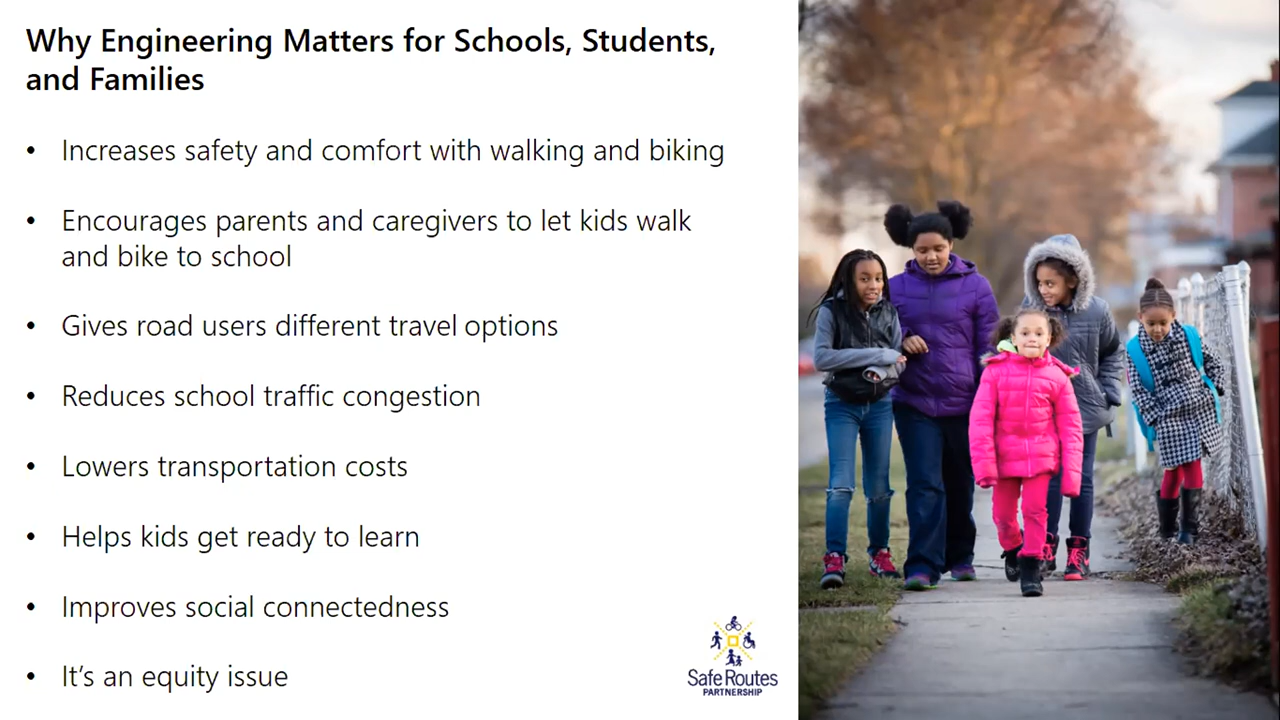 Why Engineering Matters for Schools, Students,
and Families
• Increases safety and comfort with walking and biking
• Encourages parents and caregivers to let kids walk
and bike to school
• Gives road users different travel options
• Reduces school traffic congestion
• Lowers transportation costs
• Helps kids get ready to learn
• Improves social connectedness
• It's an equity issue
Safe Routes
PARTNERSHIP